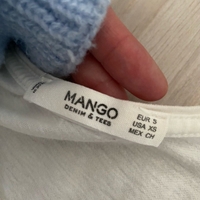 MANGO
DENIM & TEES
EUR S
USA XS
MEX CH